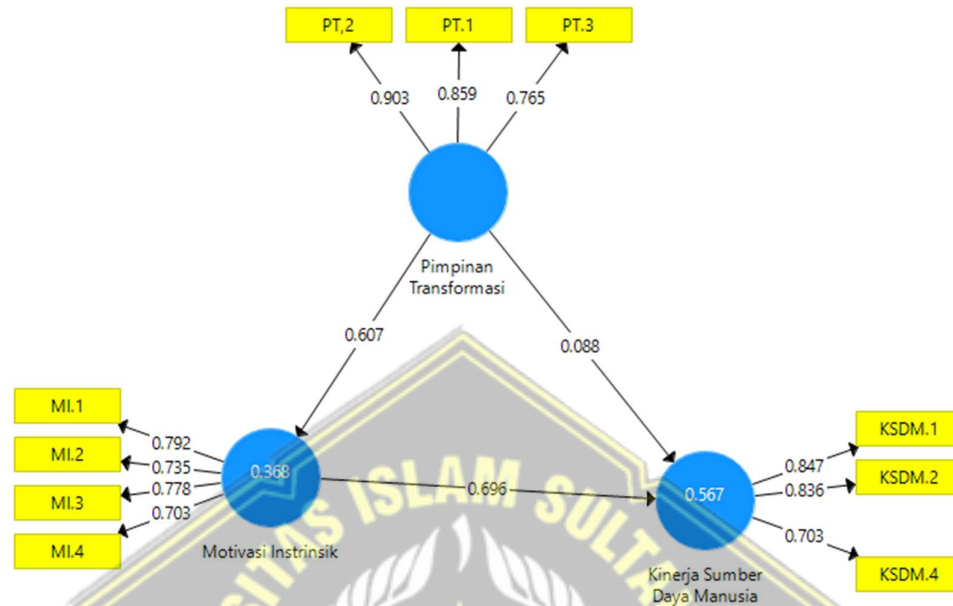 PT,2
PT.1
PT.3
0.903
0.859
0.765
Pimpinan
Transformasi
0.607
0.088
MI.1
MI.2
MI.3
MI.4
0.792
0.735
0.778
0.703
0.368
Motivasi Instrinsik
0.696
0.567
Kinerja Sumber
Daya Manusia
0.847
0.836
0.703
KSDM.1
KSDM.2
KSDM.4
SITAS ISLAM SULTA